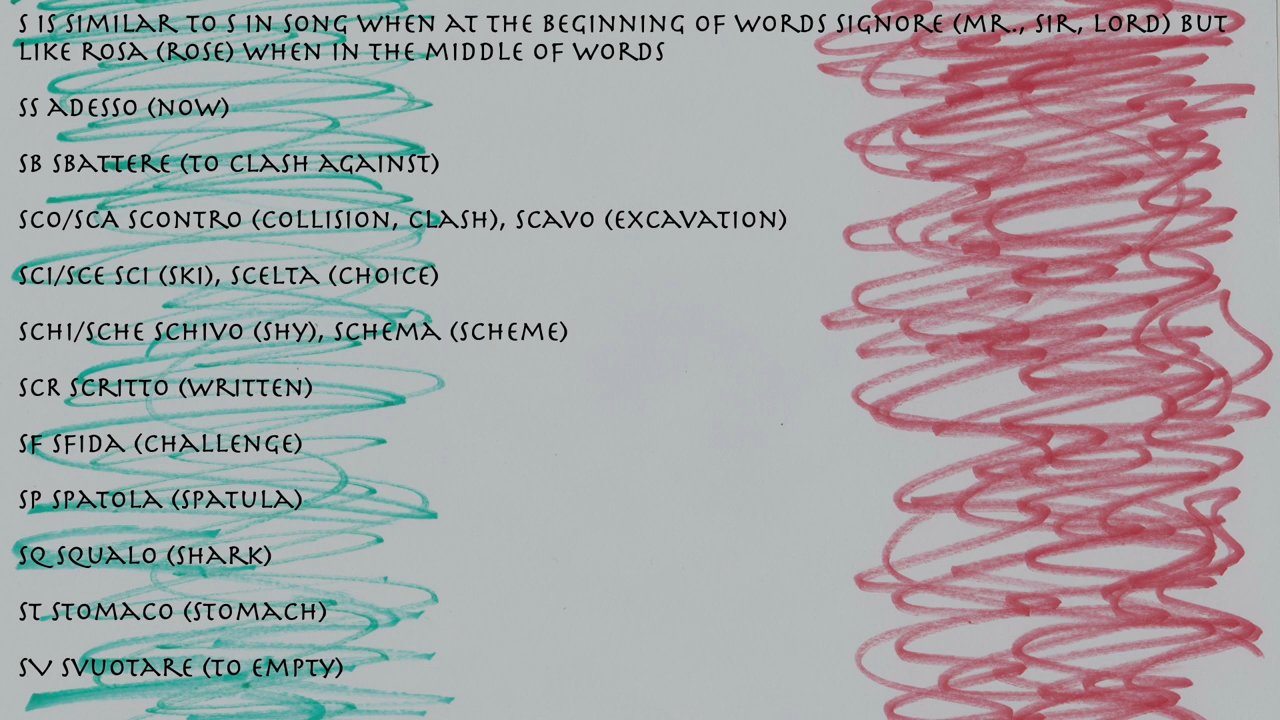 S IS SIMILAR TO S IN SONG WHEN AT THE BEGINNING OF WORDS SIGNORE (MR., SIR, LORD) BUT
LIKE ROSA (ROSE) WHEN IN THE MIDDLE OF WORDS
SS ADESSO (NOW)
SB SBATTERE (TO CLASH AGAINST)
SCO/SCA SCONTRO (COLLISION, CLASH), SCAVO (EXCAVATION)
SCI/SCE SCI (SKI), SCELTA (CHOICE)
SCHI/SCHE SCHIVO (SHY), SCHEMA (SCHEME)
SCR SCRITTO (WRITTEN)
SF SFIDA (CHALLENGE)
SP SPATOLA (SPATULA)
SQ SQUALO (SHARK)
ST STOMACO (STOMACH)
SV SVUOTARE (TO EMPTY)